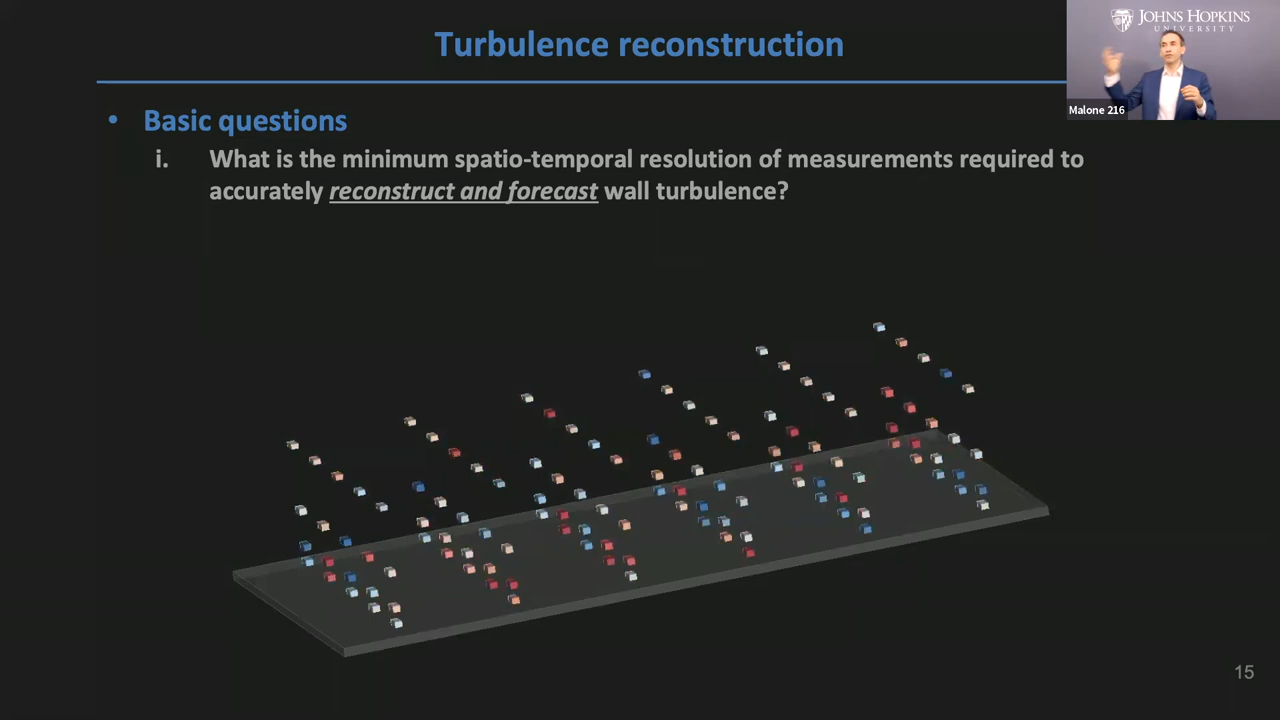 Turbulence reconstruction
JOHNS HOPKINS
UNIVERSITY
Malone 216
• Basic questions
i. What is the minimum spatio-temporal resolution of measurements required to
accurately reconstruct and forecast wall turbulence?
15